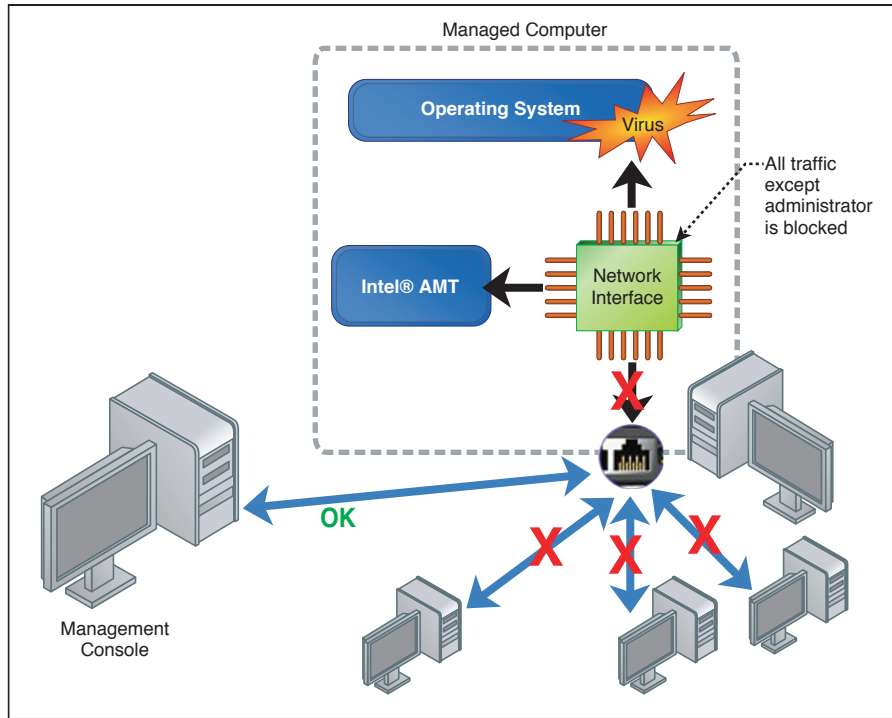 Managed Computer
Operating System
Virus
All traffic
except
administrator
is blocked
Intel® AMT
Network
Interface
X
OK
X
X
X
Management
Console